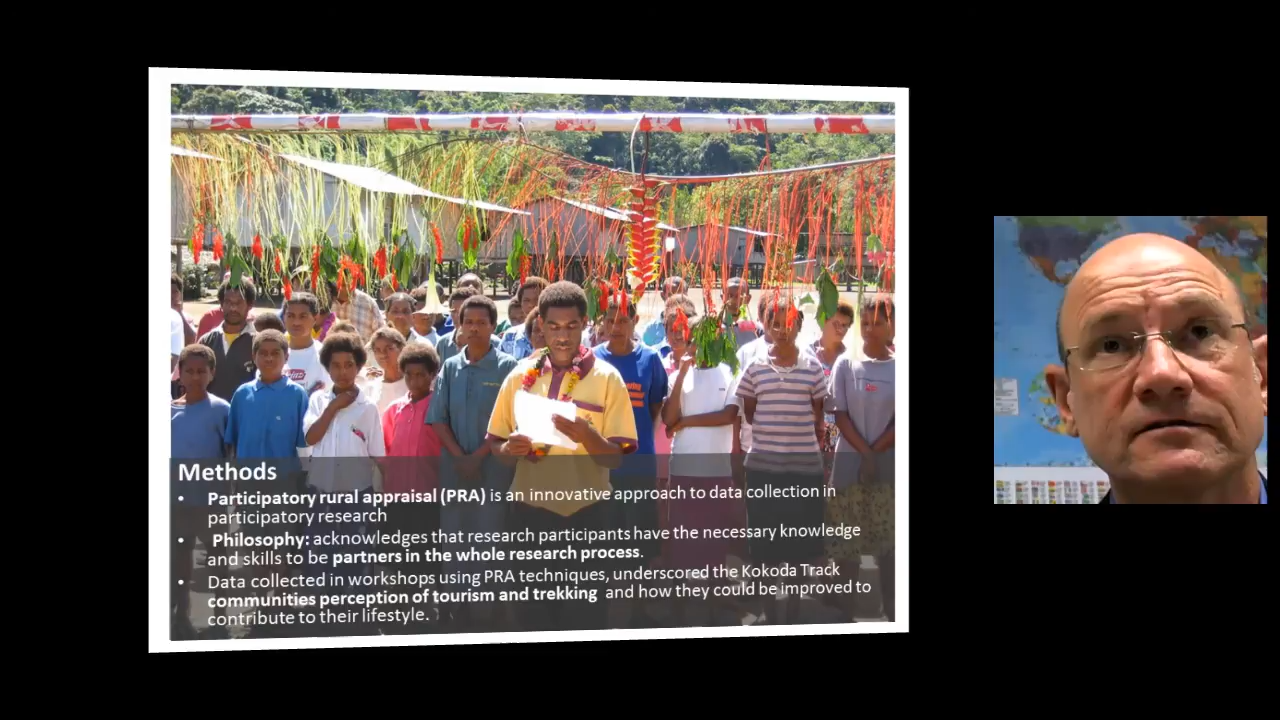 Methods
• Participatory rural appraisal (PRA) is an innovative approach to data collection in
participatory research
• Philosophy: acknowledges that research participants have the necessary knowledge
and skills to be partners in the whole research process.
• Data collected in workshops using PRA techniques, underscored the Kokoda Track
communities perception of tourism and trekking and how they could be improved to
contribute to their lifestyle.